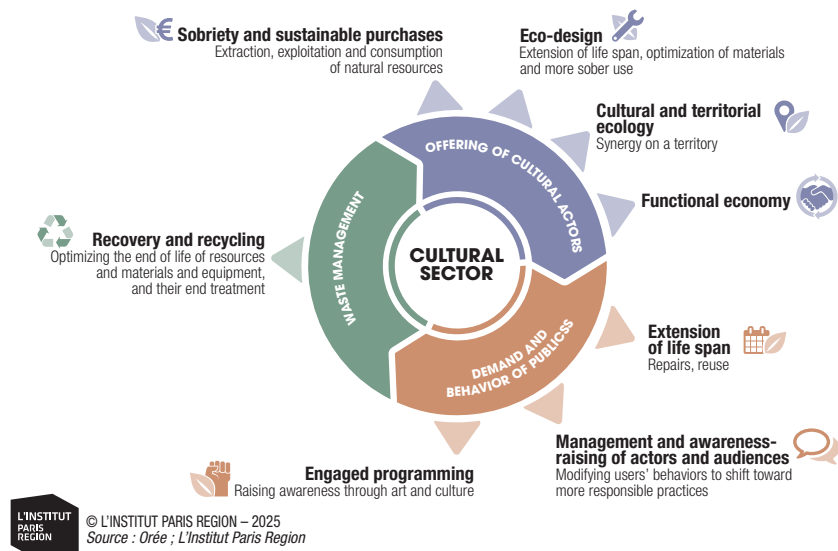 Sobriety and sustainable purchases
Extraction, exploitation and consumption
of natural resources
Eco-design
Extension of life span, optimization of materials
and more sober use
Cultural and territorial
ecology
Synergy on a territory
Functional economy
OFFERING OF CULTURAL ACTORS
WASTE MANAGEMENT
CULTURAL
SECTOR
Recovery and recycling
Optimizing the end of life of resources
and materials and equipment,
and their end treatment
DEMAND AND
BEHAVIOR OF PUBLICSS
Extension
of life span
Repairs, reuse
Management and awareness-
raising of actors and audiences
Modifying users' behaviors to shift toward
more responsible practices
Engaged programming
Raising awareness through art and culture
L'INSTITUT
PARIS
REGION
© L'INSTITUT PARIS REGION – 2025
Source : Orée ; L'Institut Paris Region